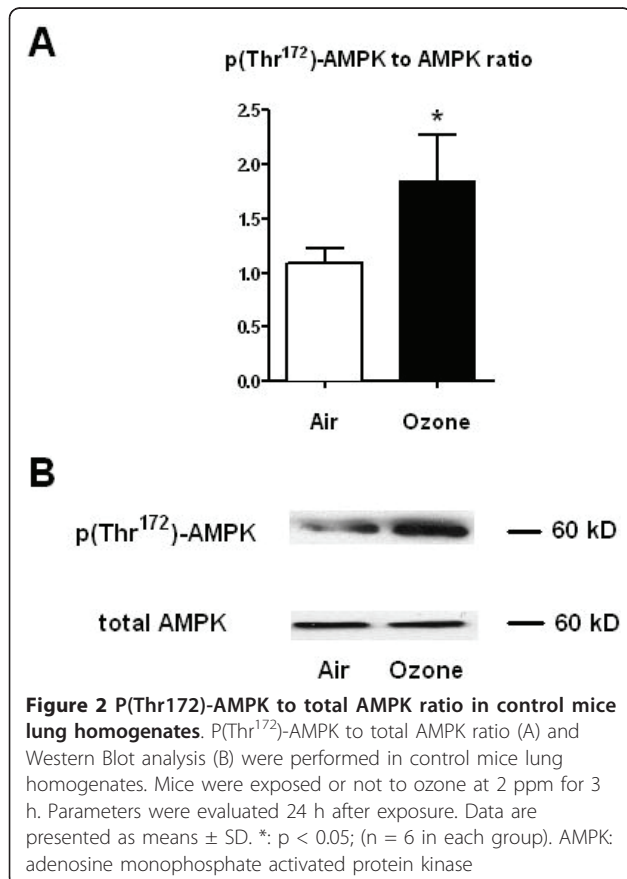 A
p(Thr¹⁷²)-AMPK to AMPK ratio
2.5
*
2.0
1.5
1.0
0.5
0.0
Air Ozone
B
p(Thr¹⁷²)-AMPK — 60 kD
total AMPK — 60 kD
Air Ozone
Figure 2 P(Thr172)-AMPK to total AMPK ratio in control mice
lung homogenates. P(Thr¹⁷²)-AMPK to total AMPK ratio (A) and
Western Blot analysis (B) were performed in control mice lung
homogenates. Mice were exposed or not to ozone at 2 ppm for 3
h. Parameters were evaluated 24 h after exposure. Data are
presented as means ± SD. *: p < 0.05; (n = 6 in each group). AMPK:
adenosine monophosphate activated protein kinase